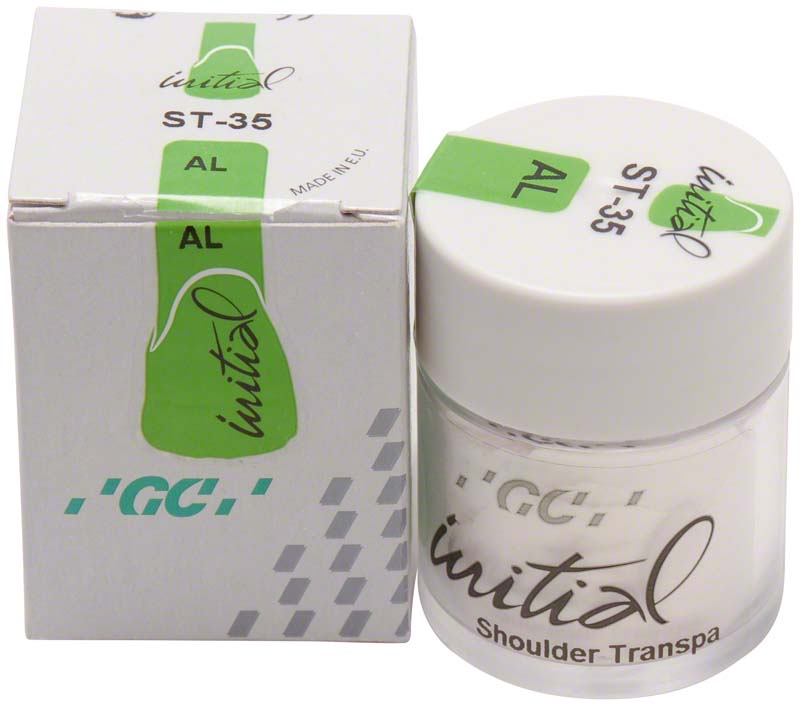 initial
ST-35
AL
MADE IN E.U.
AL
initial
GC
AL
ST-35
initial
GC
initial
Shoulder Transpa